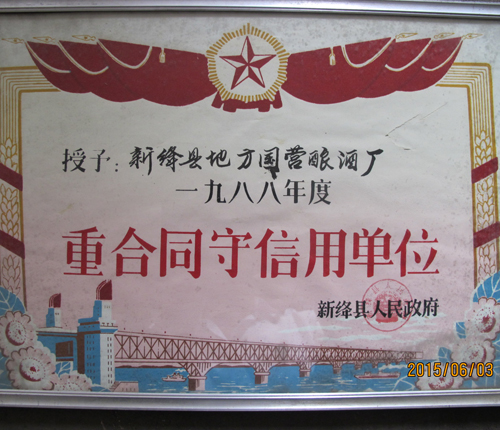 授予：新绛县地方国营酿酒厂
一九八八年度
重合同守信用单位
新绛县人民政府
2015/06/03